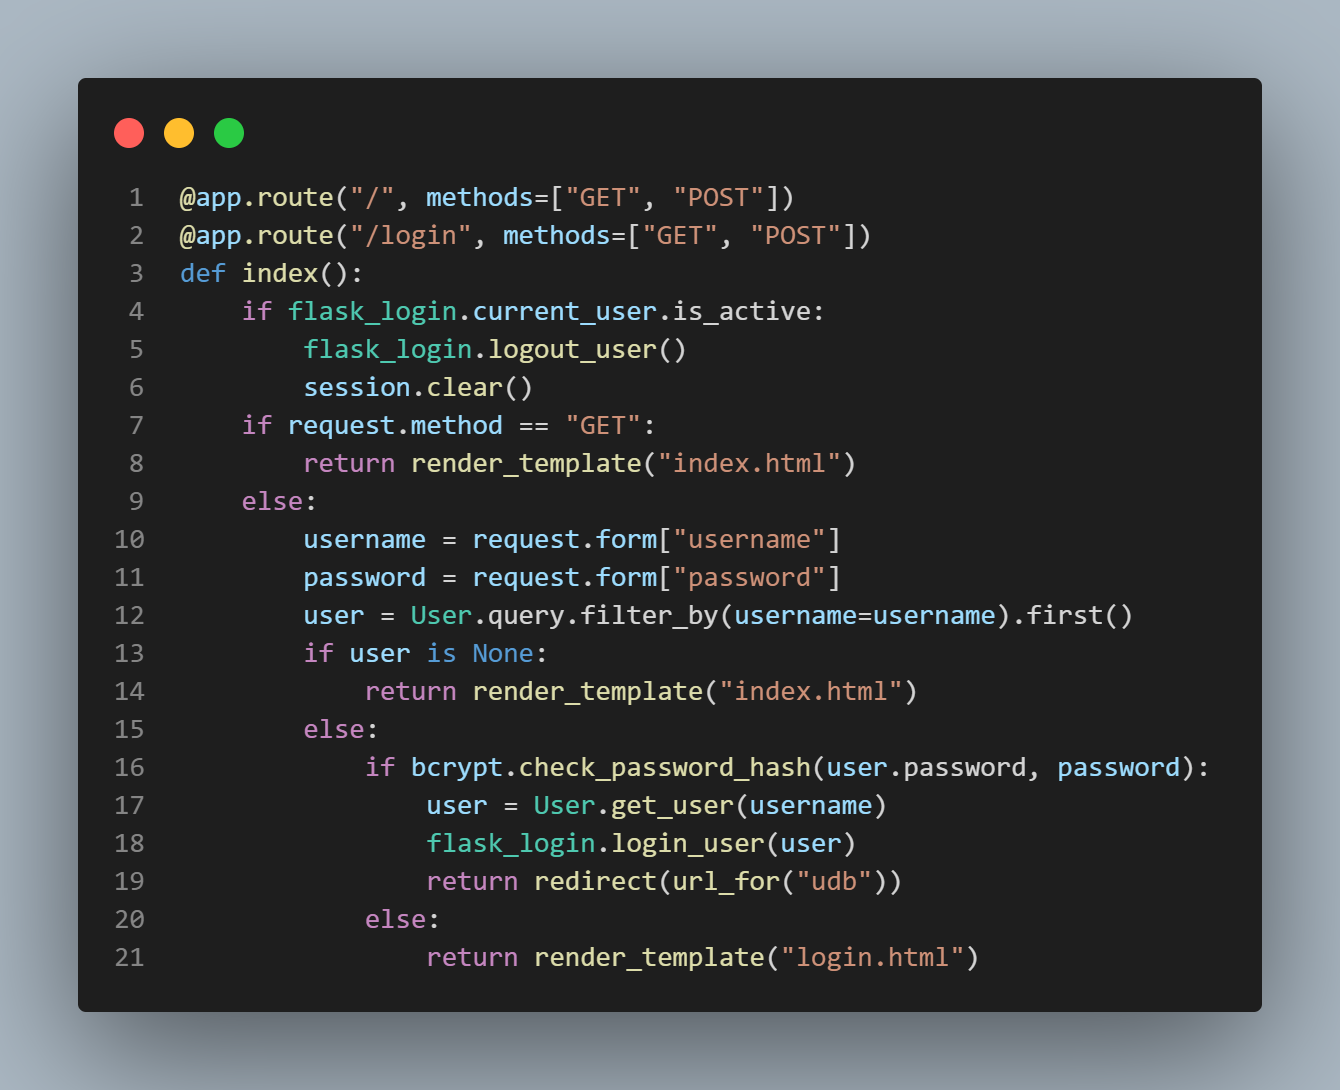 1 @app.route("/", methods=["GET", "POST"])
2 @app.route("/login", methods=["GET", "POST"])
3 def index():
4     if flask_login.current_user.is_active:
5         flask_login.logout_user()
6         session.clear()
7     if request.method == "GET":
8         return render_template("index.html")
9     else:
10         username = request.form["username"]
11         password = request.form["password"]
12         user = User.query.filter_by(username=username).first()
13         if user is None:
14             return render_template("index.html")
15         else:
16             if bcrypt.check_password_hash(user.password, password):
17                 user = User.get_user(username)
18                 flask_login.login_user(user)
19                 return redirect(url_for("udb"))
20             else:
21                 return render_template("login.html")